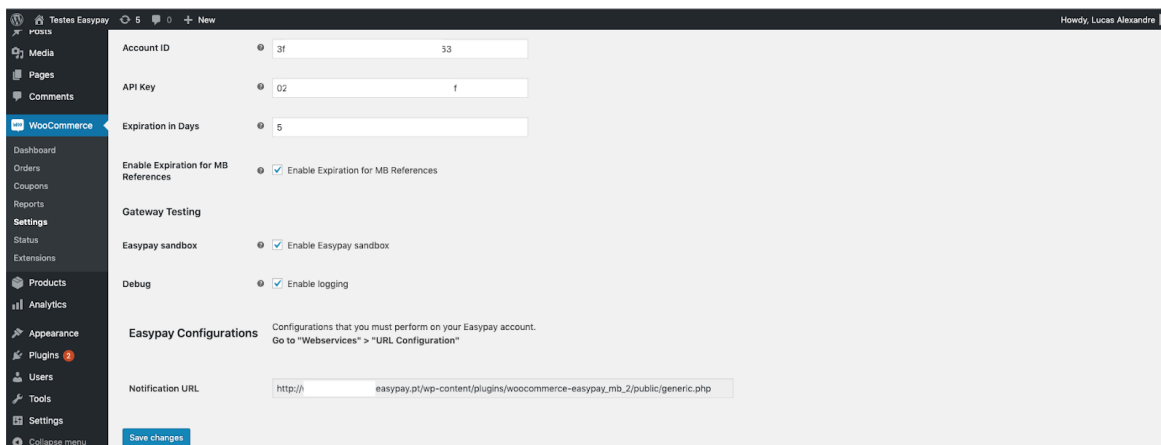 Testes Easypay 5 0 New
Howdy, Lucas Alexandre
Posts
Media
Pages
Comments
WooCommerce
Dashboard
Orders
Coupons
Reports
Settings
Status
Extensions
Products
Analytics
Appearance
Plugins 2
Users
Tools
Settings
Collapse menu
Account ID
3f 53
API Key
02 f
Expiration in Days
5
Enable Expiration for MB
References
Enable Expiration for MB References
Gateway Testing
Easypay sandbox
Enable Easypay sandbox
Debug
Enable logging
Easypay Configurations
Configurations that you must perform on your Easypay account.
Go to "Webservices" > "URL Configuration"
Notification URL
http:// easypay.pt/wp-content/plugins/woocommerce-easypay_mb_2/public/generic.php
Save changes